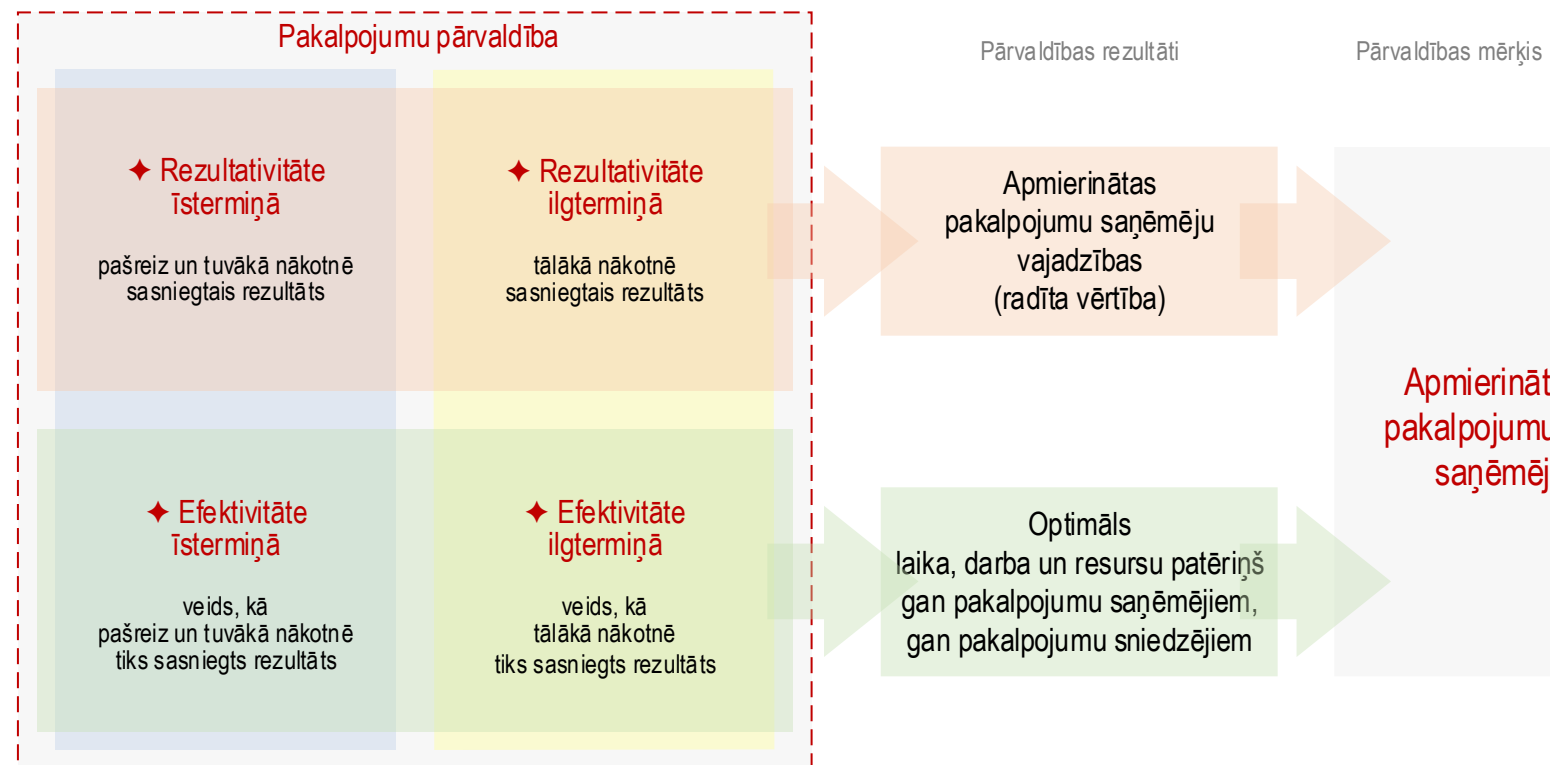 Pakalpojumu pārvaldība
Pārvaldības rezultāti
Pārvaldības mērķis
✦ Rezultativitāte
īstermiņā
pašreiz un tuvākā nākotnē
sasniegtais rezultāts
✦ Rezultativitāte
ilgtermiņā
tālākā nākotnē
sasniegtais rezultāts
Apmierinātas
pakalpojumu saņēmēju
vajadzības
(radīta vērtība)
✦ Efektivitāte
īstermiņā
veids, kā
pašreiz un tuvākā nākotnē
tiks sasniegts rezultāts
✦ Efektivitāte
ilgtermiņā
veids, kā
tālākā nākotnē
tiks sasniegts rezultāts
Optimāls
laika, darba un resursu patēriņš
gan pakalpojumu saņēmējiem,
gan pakalpojumu sniedzējiem
Apmierināt
pakalpojumu
saņēmēj